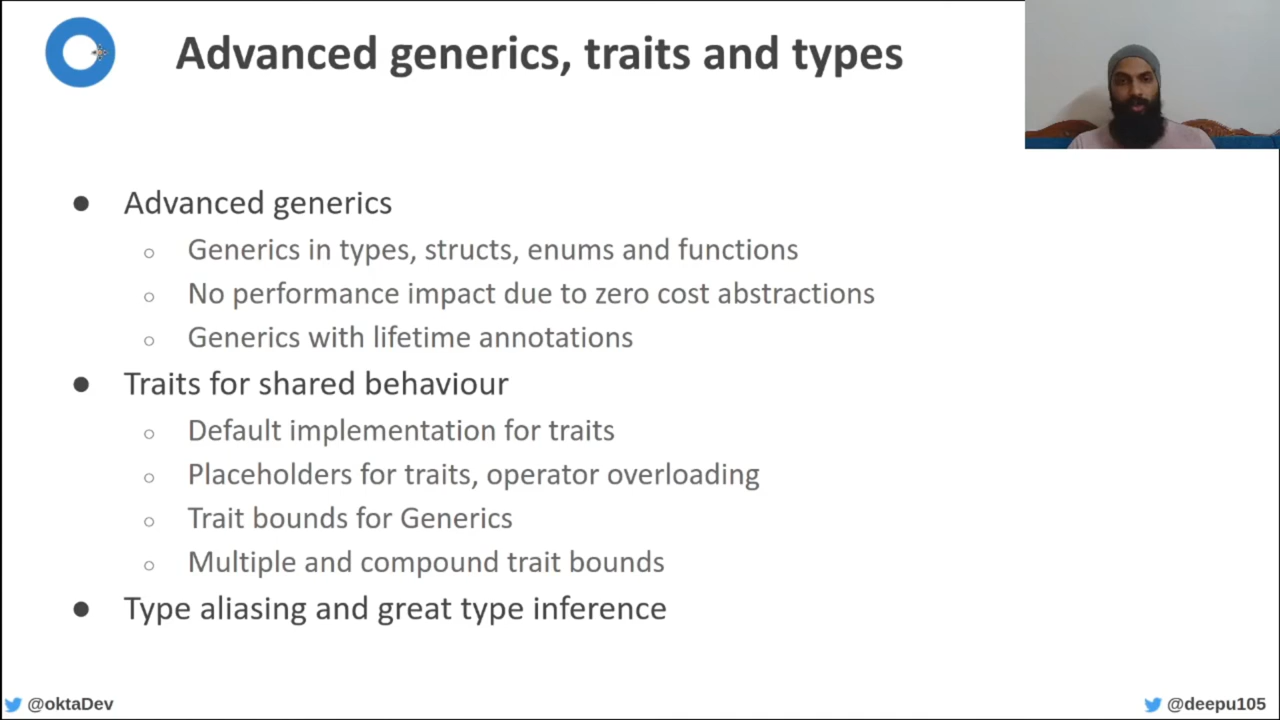 Advanced generics, traits and types
● Advanced generics
○ Generics in types, structs, enums and functions
○ No performance impact due to zero cost abstractions
○ Generics with lifetime annotations
● Traits for shared behaviour
○ Default implementation for traits
○ Placeholders for traits, operator overloading
○ Trait bounds for Generics
○ Multiple and compound trait bounds
● Type aliasing and great type inference
@oktaDev
@deepu105